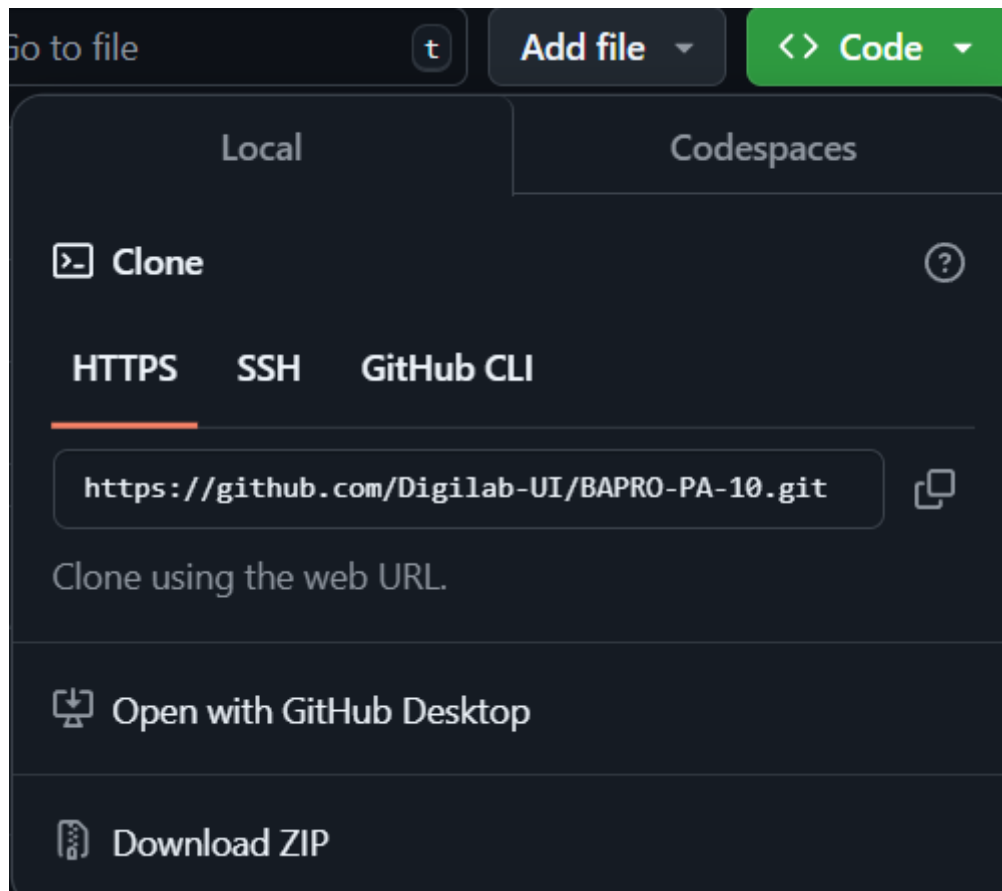 Go to file t Add file <> Code
Local Codespaces
Clone
HTTPS SSH GitHub CLI
https://github.com/Digilab-UI/BAPRO-PA-10.git
Clone using the web URL.
Open with GitHub Desktop
Download ZIP